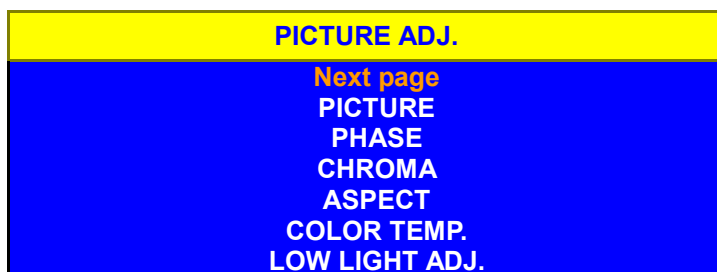 PICTURE ADJ.
Next page
PICTURE
PHASE
CHROMA
ASPECT
COLOR TEMP.
LOW LIGHT ADJ.